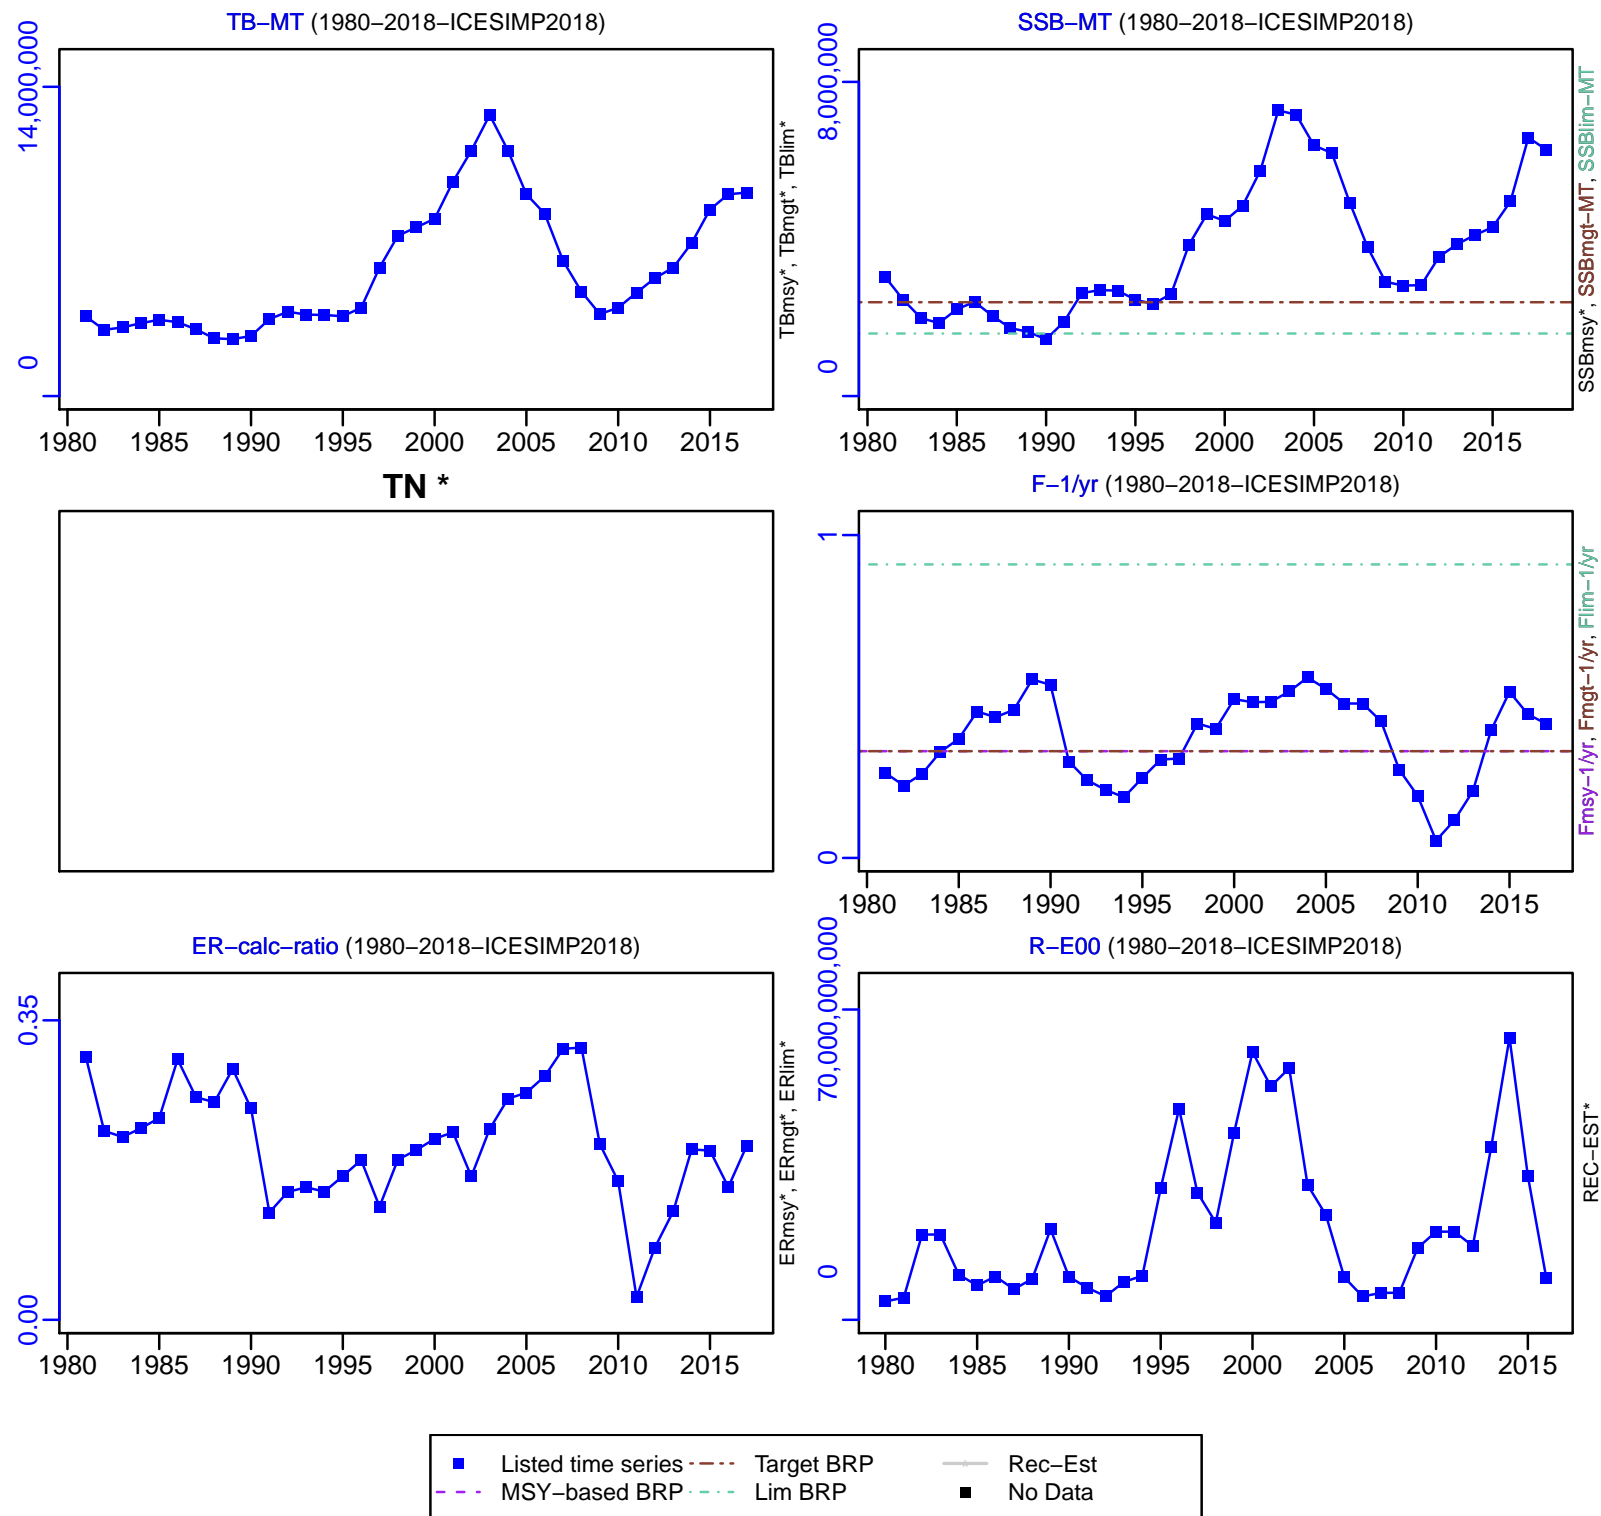 TB−MT (1980−2018−ICESIMP2018)
14,000,000
0
TBmsy*, TBmgt*, TBlim*
1980 1985 1990 1995 2000 2005 2010 2015
SSB−MT (1980−2018−ICESIMP2018)
8,000,000
0
SSBmsy*, SSBmgt−MT, SSBlim−MT
1980 1985 1990 1995 2000 2005 2010 2015
TN *
F−1/yr (1980−2018−ICESIMP2018)
1
0
Fmsy−1/yr, Fmgt−1/yr, Flim−1/yr
1980 1985 1990 1995 2000 2005 2010 2015
ER−calc−ratio (1980−2018−ICESIMP2018)
0.35
0.00
ERmsy*, ERmgt*, ERlim*
1980 1985 1990 1995 2000 2005 2010 2015
R−E00 (1980−2018−ICESIMP2018)
70,000,000,000
0
REC−EST*
1980 1985 1990 1995 2000 2005 2010 2015
Listed time series Target BRP Rec−Est
MSY−based BRP Lim BRP No Data